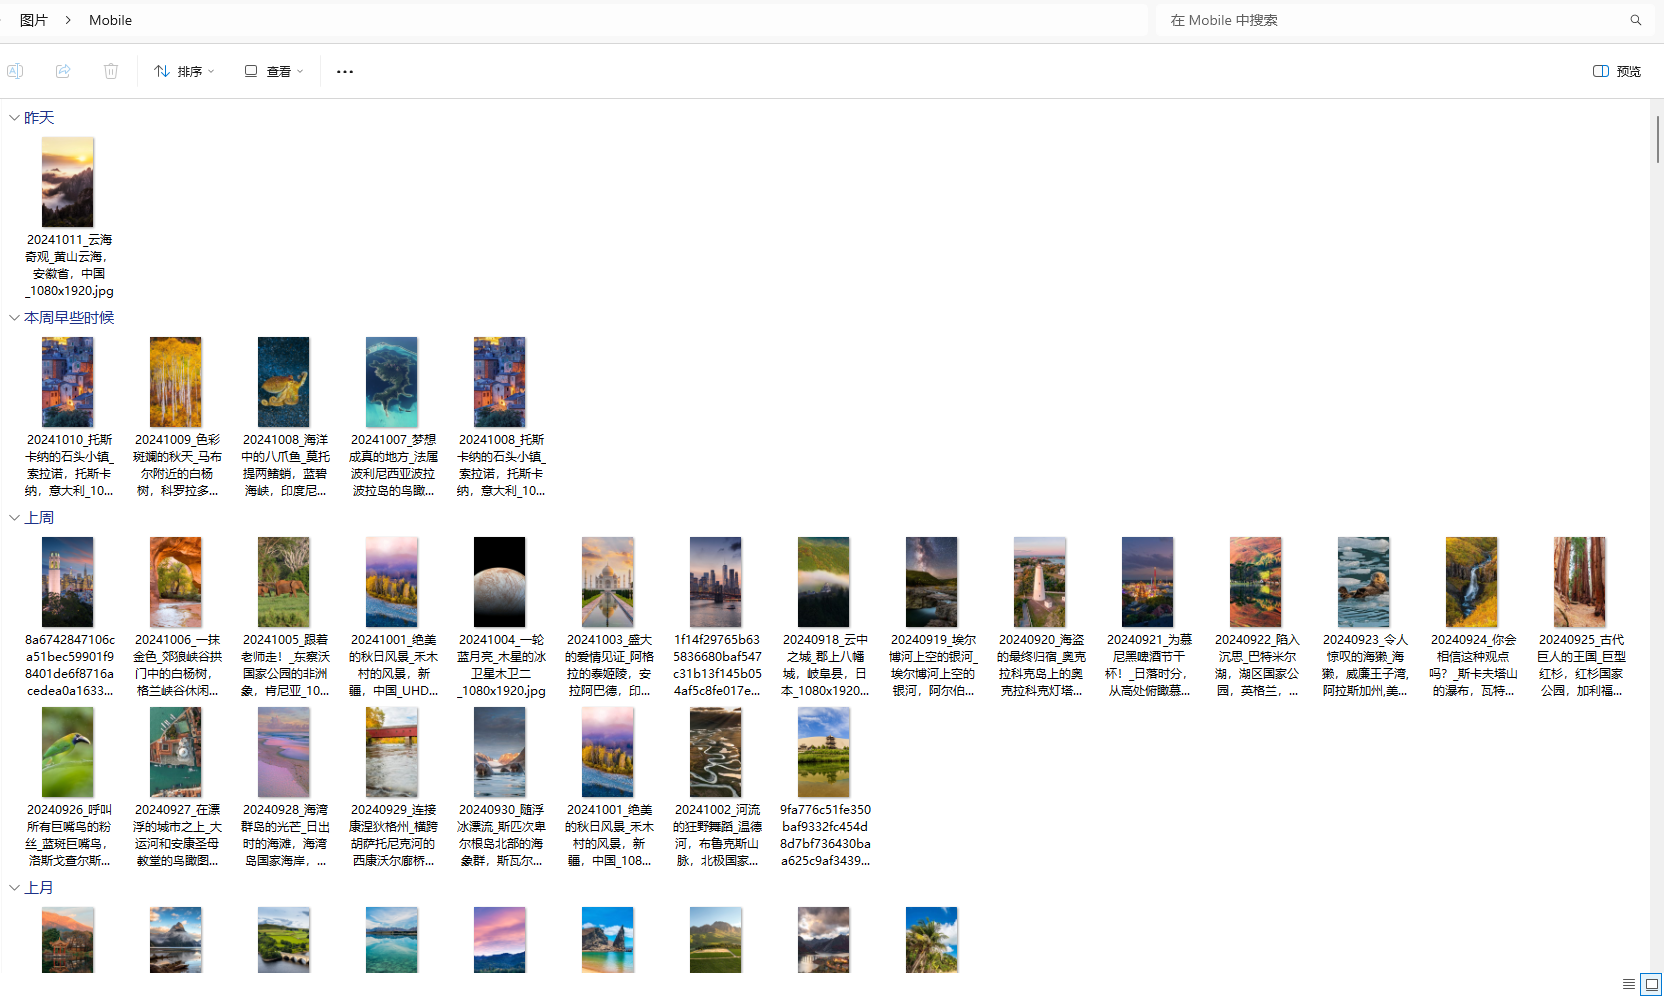 图片 > Mobile
在 Mobile 中搜索
排序
查看
预览
昨天
20241011_云海
奇观_黄山云海，
安徽省，中国
_1080x1920.jpg
本周早些时候
20241010_托斯
卡纳的石头小镇_
索拉诺，托斯卡
纳，意大利_10...
20241009_色彩
斑斓的秋天_马布
尔附近的白杨
树，科罗拉多...
20241008_海洋
中的八爪鱼_莫托
提两鳍蛸，蓝碧
海峡，印度尼...
20241007_梦想
成真的地方_法属
波利尼西亚波拉
波拉岛的鸟瞰...
20241008_托斯
卡纳的石头小镇_
索拉诺，托斯卡
纳，意大利_10...
上周
8a6742847106c
a51bec59901f9
8401de6f8716a
cedea0a1633...
20241006_一抹
金色_郊狼峡谷拱
门中的白杨树，
格兰峡谷休闲...
20241005_跟着
老师走！_东察沃
国家公园的非洲
象，肯尼亚_10...
20241001_绝美
的秋日风景_禾木
村的风景，新
疆，中国_UHD...
20241004_一轮
蓝月亮_木星的冰
卫星木卫二
_1080x1920.jpg
20241003_盛大
的爱情见证_阿格
拉的泰姬陵，安
拉阿巴德，印...
1f14f29765b63
5836680baf547
c31b13f145b05
4af5c8fe017e...
20240918_云中
之城_郡上八幡
城，岐阜县，日
本_1080x1920...
20240919_埃尔
博河上空的银河_
埃尔博河上空的
银河，阿尔伯...
20240920_海盗
的最终归宿_奥克
拉科克岛上的奥
克拉科克灯塔...
20240921_为慕
尼黑啤酒节干
杯！_日落时分，
从高处俯瞰慕...
20240922_陷入
沉思_巴特米尔
湖，湖区国家公
园，英格兰，...
20240923_令人
惊叹的海獭_海
獭，威廉王子湾,
阿拉斯加州,美...
20240924_你会
相信这种观点
吗？_斯卡夫塔山
的瀑布，瓦特...
20240925_古代
巨人的王国_巨型
红杉，红杉国家
公园，加利福...
20240926_呼叫
所有巨嘴鸟的粉
丝_蓝斑巨嘴鸟，
洛斯戈查尔斯...
20240927_在漂
浮的城市之上_大
运河和安康圣母
教堂的鸟瞰图...
20240928_海湾
群岛的光芒_日出
时的海滩，海湾
岛国家海岸，...
20240929_连接
康涅狄格州_横跨
胡萨托尼克河的
西康沃尔廊桥...
20240930_随浮
冰漂流_斯匹次卑
尔根岛北部的海
象群，斯瓦尔...
20241001_绝美
的秋日风景_禾木
村的风景，新
疆，中国_108...
20241002_河流
的狂野舞蹈_温德
河，布鲁克斯山
脉，北极国家...
9fa776c51fe350
baf9332fc454d
8d7bf736430ba
a625c9af3439...
上月